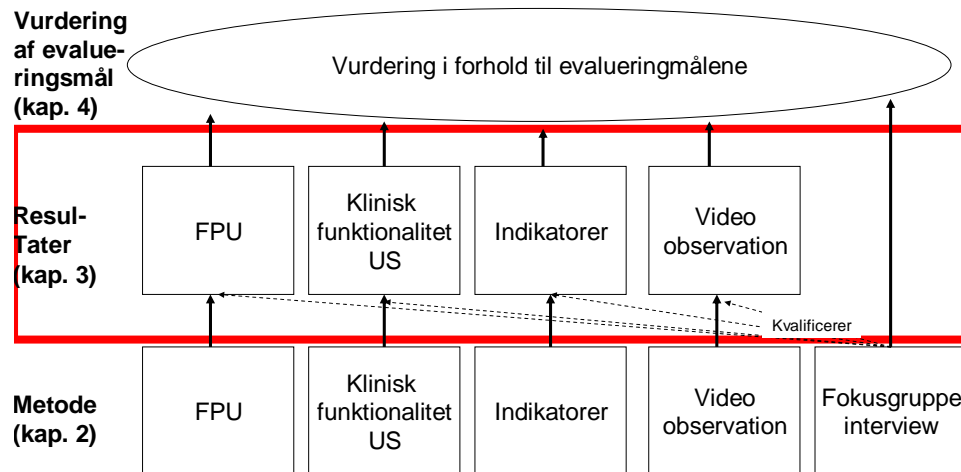 Vurdering
af evalue-
ringsmål
(kap. 4)
Vurdering i forhold til evalueringmålene
Resul-
Tater
(kap. 3)
FPU
Klinisk
funktionalitet
US
Indikatorer
Video
observation
Kvalificerer
Metode
(kap. 2)
FPU
Klinisk
funktionalitet
US
Indikatorer
Video
observation
Fokusgruppe
interview